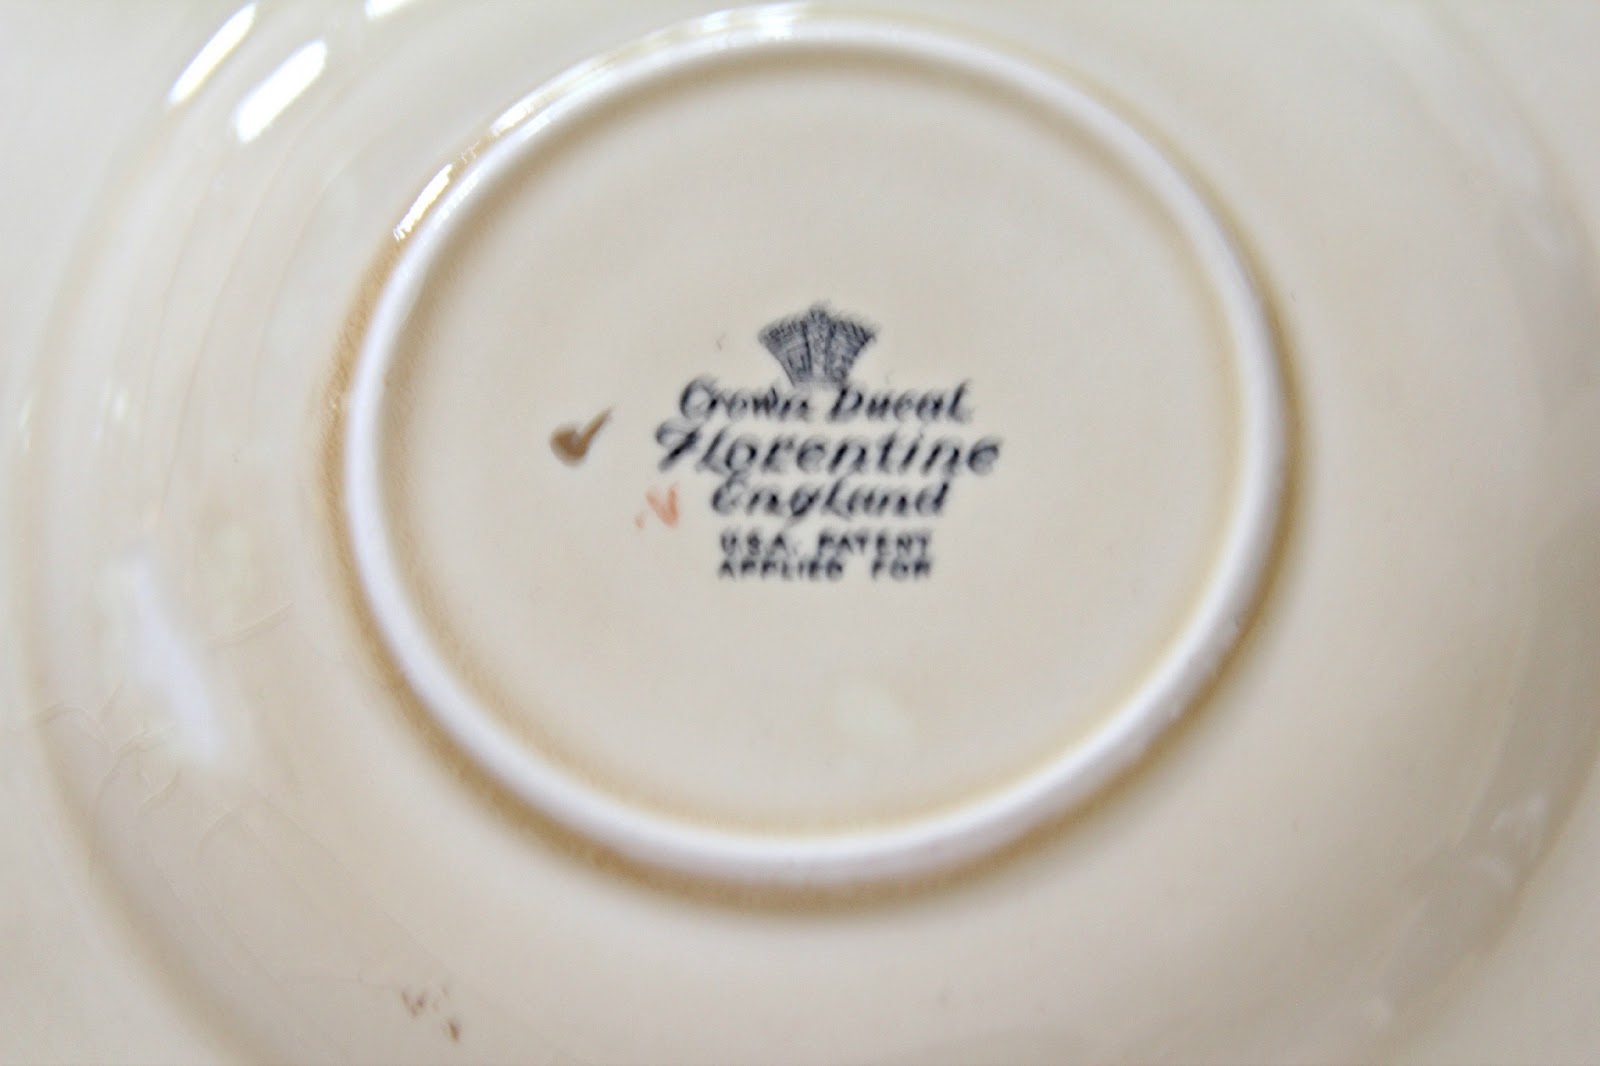 Crown Ducal
Florentine
England
U.S.A. PATENT
APPLIED FOR